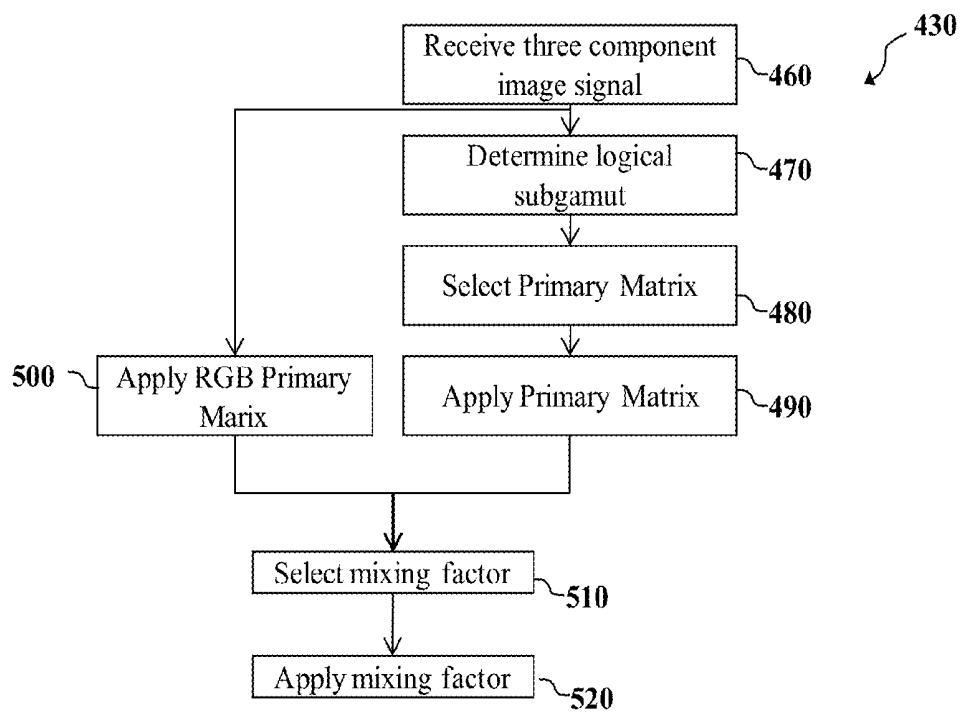 430
Receive three component
image signal
460
Determine logical
subgamut
470
Select Primary Matrix
480
500
Apply RGB Primary
Marix
Apply Primary Matrix
490
Select mixing factor
510
Apply mixing factor
520